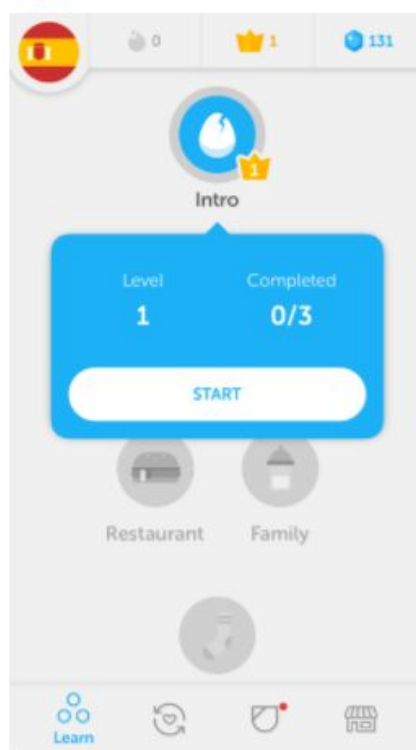 0 1 131
1
Intro
Level Completed
1 0/3
START
Restaurant Family
Learn